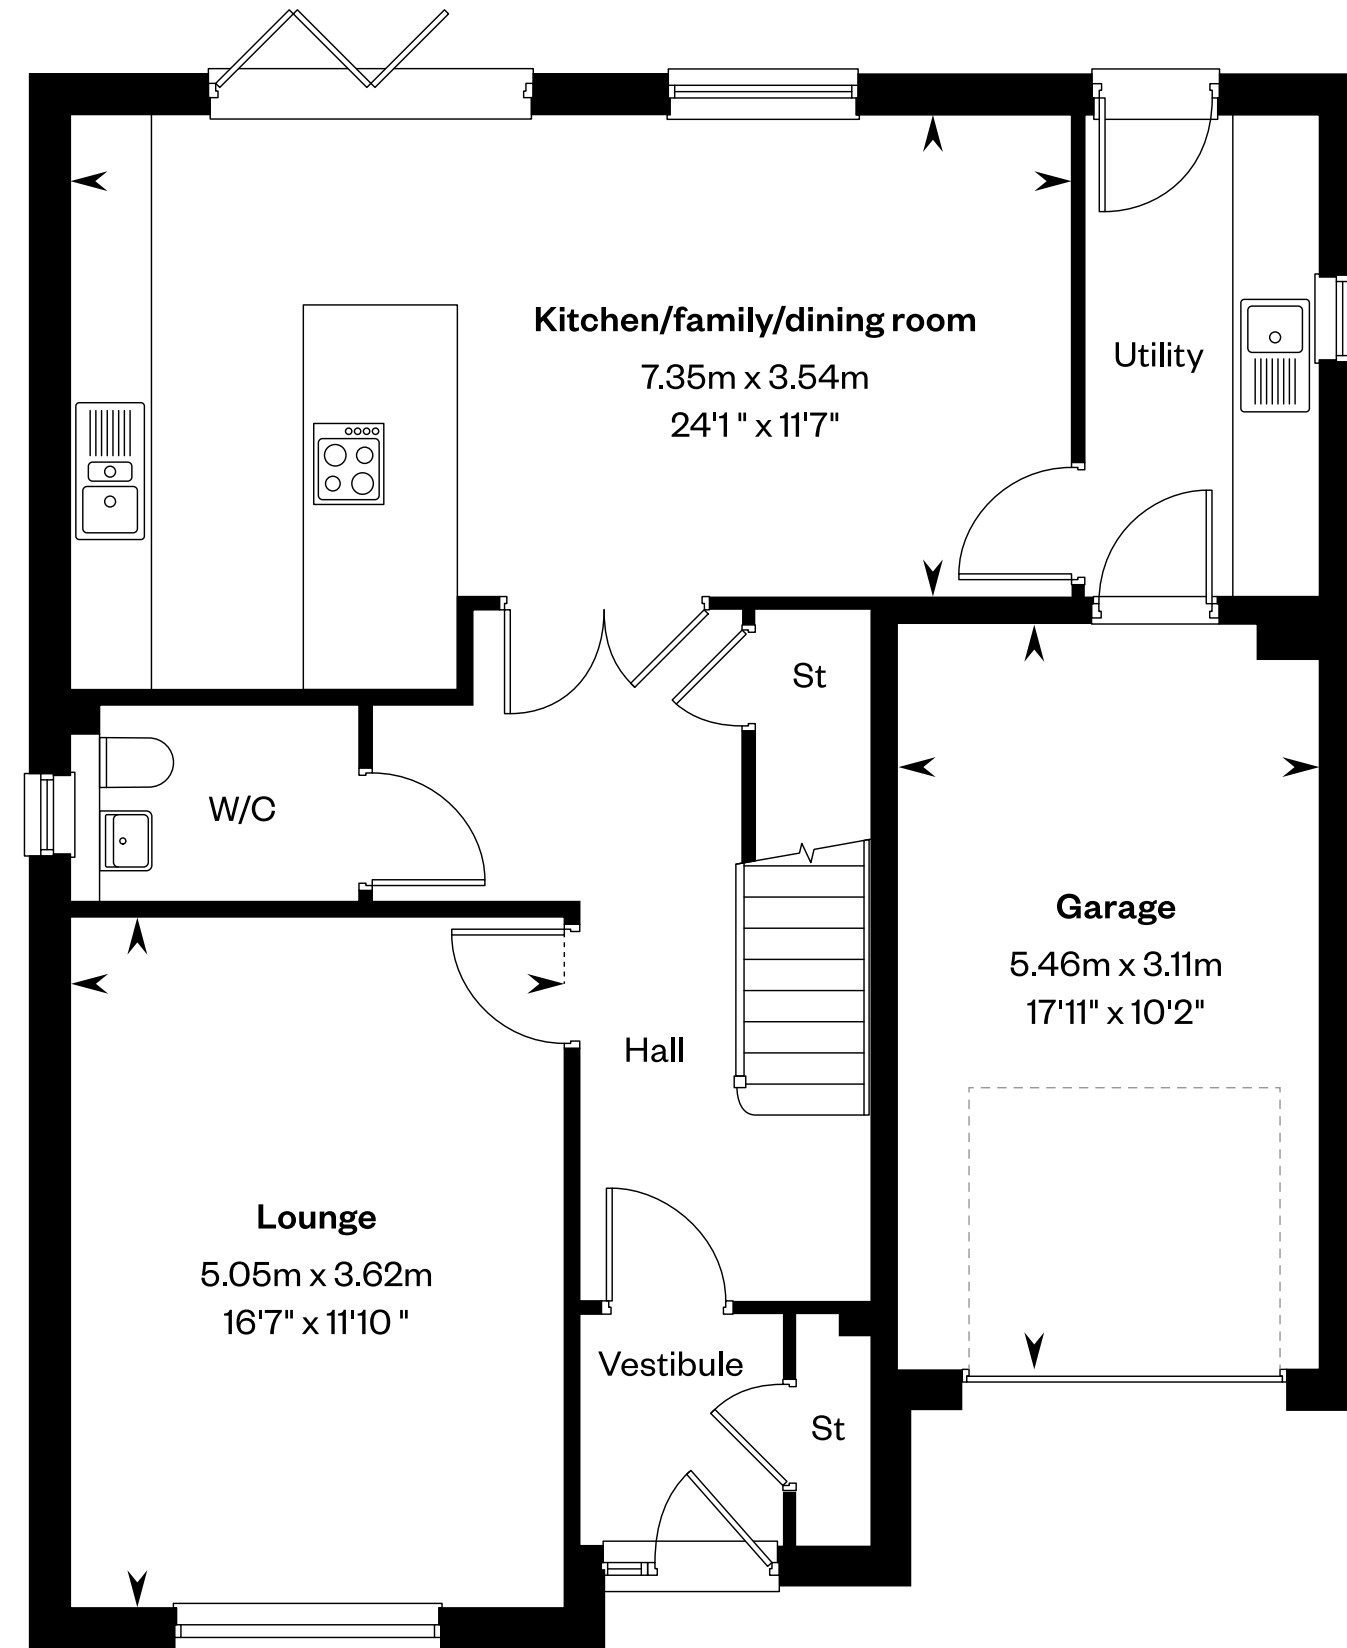 Kitchen/family/dining room
7.35m x 3.54m
24'1 " x 11'7"
Utility
St
W/C
Garage
5.46m x 3.11m
17'11" x 10'2"
Hall
Lounge
5.05m x 3.62m
16'7" x 11'10 "
Vestibule
St